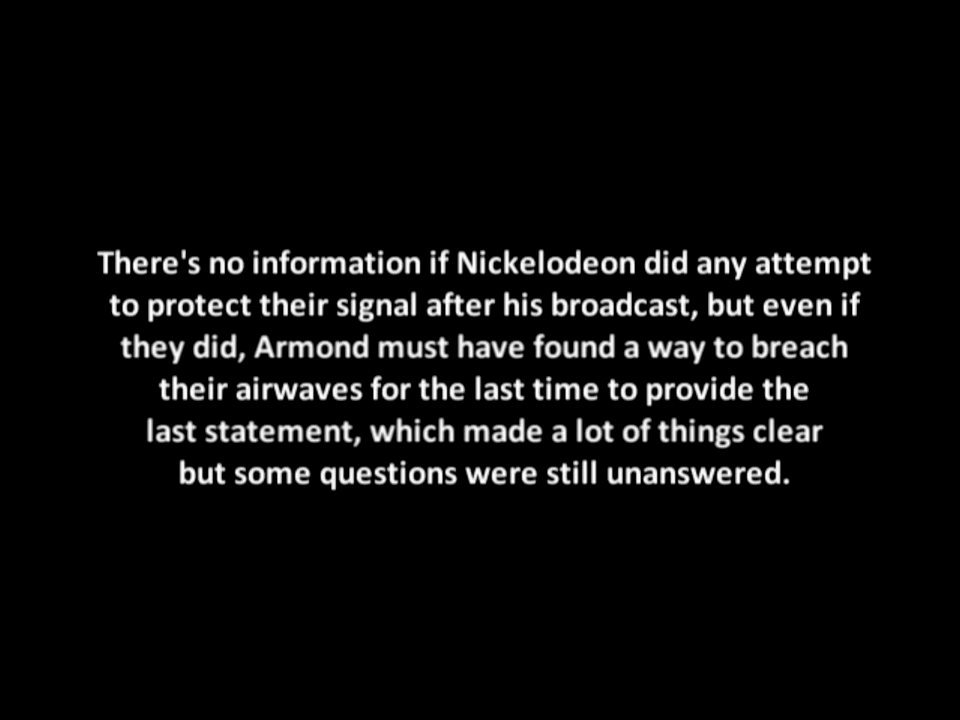 There's no information if Nickelodeon did any attempt
to protect their signal after his broadcast, but even if
they did, Armond must have found a way to breach
their airwaves for the last time to provide the
last statement, which made a lot of things clear
but some questions were still unanswered.